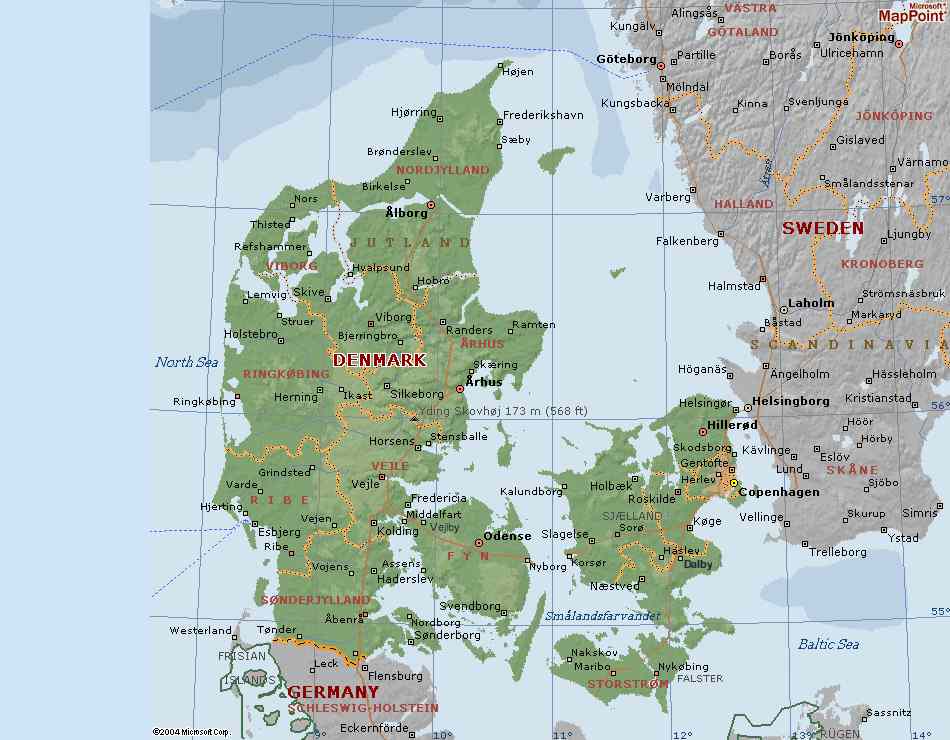 Microsoft®
MapPoint®
Alingsås
VÄSTRA
GÖTALAND
Kungälv
Jönköping
Göteborg
Partille
Borås
Ulricehamn
Højen
Mölndal
Kungsbacka
Kinna
Svenljunga
Hjørring
Frederikshavn
JÖNKÖPING
Sæby
Gislaved
Brønderslev
NORDJYLLAND
Värnamo
Birkelse
Ätran
Smålandsstenar
Nors
Varberg
HALLAND
57°
Ålborg
Thisted
SWEDEN
Falkenberg
Ljungby
Refshammer
JUTLAND
VIBORG
Hvalpsund
KRONOBERG
Hobro
Halmstad
Lemvig
Skive
Strömsnäsbruk
Laholm
Struer
Viborg
Markaryd
Randers
Ramten
Båstad
Holstebro
Bjerringbro
ÅRHUS
SCANDINAVIA
North Sea
DENMARK
Skæring
Höganäs
Ängelholm
Hässleholm
RINGKØBING
Århus
Herning
Ikast
Silkeborg
Kristianstad
Ringkøbing
Helsingør
Helsingborg
56°
Yding Skovhøj 173 m (568 ft)
Hillerød
Höör
Horsens
Stensballe
Skodsborg
Hörby
Kävlinge
Eslöv
Gentofte
VEJLE
Lund
SKÅNE
Grindsted
Herlev
Varde
Vejle
Holbæk
Sjöbo
Kalundborg
Roskilde
Copenhagen
RIBE
Fredericia
Hjerting
Middelfart
SJÆLLAND
Vellinge
Skurup
Simris
Vejen
Vejlby
Køge
Esbjerg
Kolding
Sorø
Slagelse
Odense
Ystad
Ribe
Trelleborg
FYN
Haslev
Vojens
Assens
Nyborg
Korsør
Dalby
Haderslev
Næstved
SØNDERJYLLAND
Svendborg
Smålandsfarvandet
55°
Åbenrå
Nordborg
Westerland
Tønder
Sønderborg
Baltic Sea
FRISIAN
ISLANDS
Nakskov
Leck
Maribo
Nykøbing
Flensburg
STORSTRØM
FALSTER
GERMANY
SCHLESWIG-HOLSTEIN
Sassnitz
Eckernförde
©2004 Microsoft Corp.
9°
10°
11°
12°
13°
RÜGEN
14°